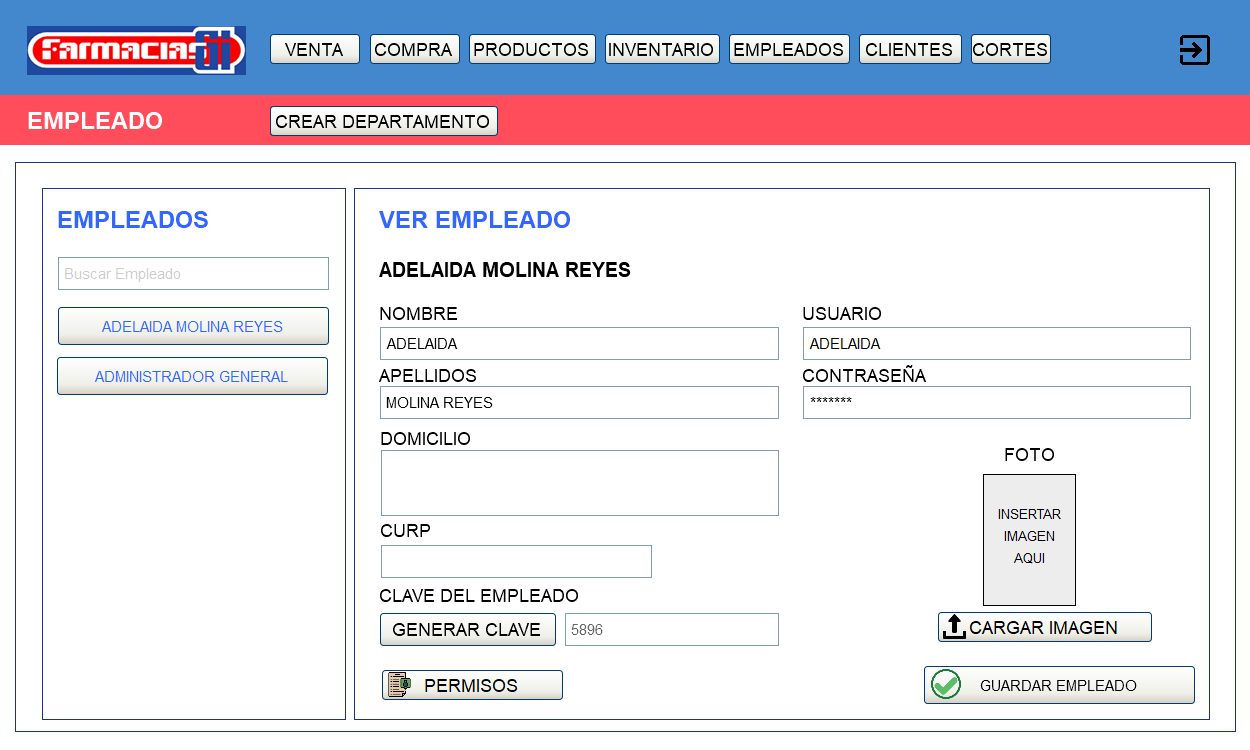 Farmacias GI
VENTA COMPRA PRODUCTOS INVENTARIO EMPLEADOS CLIENTES CORTES
EMPLEADO CREAR DEPARTAMENTO
EMPLEADOS
Buscar Empleado
ADELAIDA MOLINA REYES
ADMINISTRADOR GENERAL
VER EMPLEADO
ADELAIDA MOLINA REYES
NOMBRE
ADELAIDA
USUARIO
ADELAIDA
APELLIDOS
MOLINA REYES
CONTRASEÑA
*******
DOMICILIO
CURP
CLAVE DEL EMPLEADO
GENERAR CLAVE 5896
PERMISOS
FOTO
INSERTAR
IMAGEN
AQUI
CARGAR IMAGEN
GUARDAR EMPLEADO